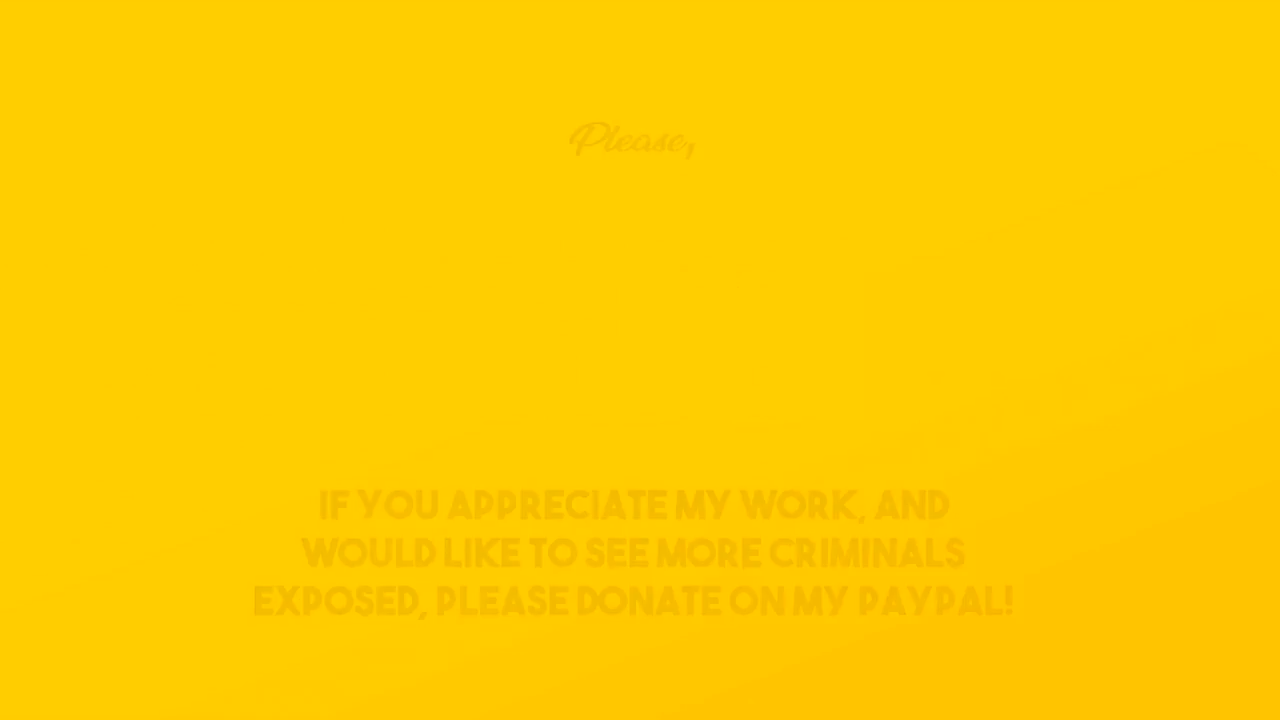 Please,
IF YOU APPRECIATE MY WORK, AND
WOULD LIKE TO SEE MORE CRIMINALS
EXPOSED, PLEASE DONATE ON MY PAYPAL!